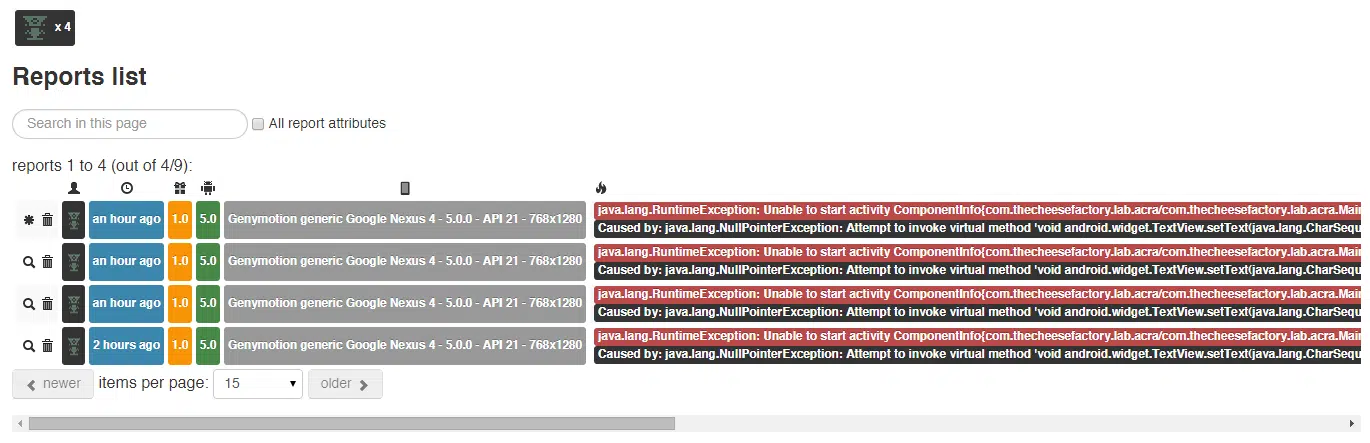 x 4
Reports list
Search in this page All report attributes
reports 1 to 4 (out of 4/9):
an hour ago 1.0 5.0 Genymotion generic Google Nexus 4 - 5.0.0 - API 21 - 768x1280 java.lang.RuntimeException: Unable to start activity ComponentInfo{com.thecheesefactory.lab.acra/com.thecheesefactory.lab.acra.Mai
Caused by: java.lang.NullPointerException: Attempt to invoke virtual method 'void android.widget.TextView.setText(java.lang.CharSequ
an hour ago 1.0 5.0 Genymotion generic Google Nexus 4 - 5.0.0 - API 21 - 768x1280 java.lang.RuntimeException: Unable to start activity ComponentInfo{com.thecheesefactory.lab.acra/com.thecheesefactory.lab.acra.Mai
Caused by: java.lang.NullPointerException: Attempt to invoke virtual method 'void android.widget.TextView.setText(java.lang.CharSequ
an hour ago 1.0 5.0 Genymotion generic Google Nexus 4 - 5.0.0 - API 21 - 768x1280 java.lang.RuntimeException: Unable to start activity ComponentInfo{com.thecheesefactory.lab.acra/com.thecheesefactory.lab.acra.Mai
Caused by: java.lang.NullPointerException: Attempt to invoke virtual method 'void android.widget.TextView.setText(java.lang.CharSequ
2 hours ago 1.0 5.0 Genymotion generic Google Nexus 4 - 5.0.0 - API 21 - 768x1280 java.lang.RuntimeException: Unable to start activity ComponentInfo{com.thecheesefactory.lab.acra/com.thecheesefactory.lab.acra.Mai
Caused by: java.lang.NullPointerException: Attempt to invoke virtual method 'void android.widget.TextView.setText(java.lang.CharSequ
newer items per page: 15 older